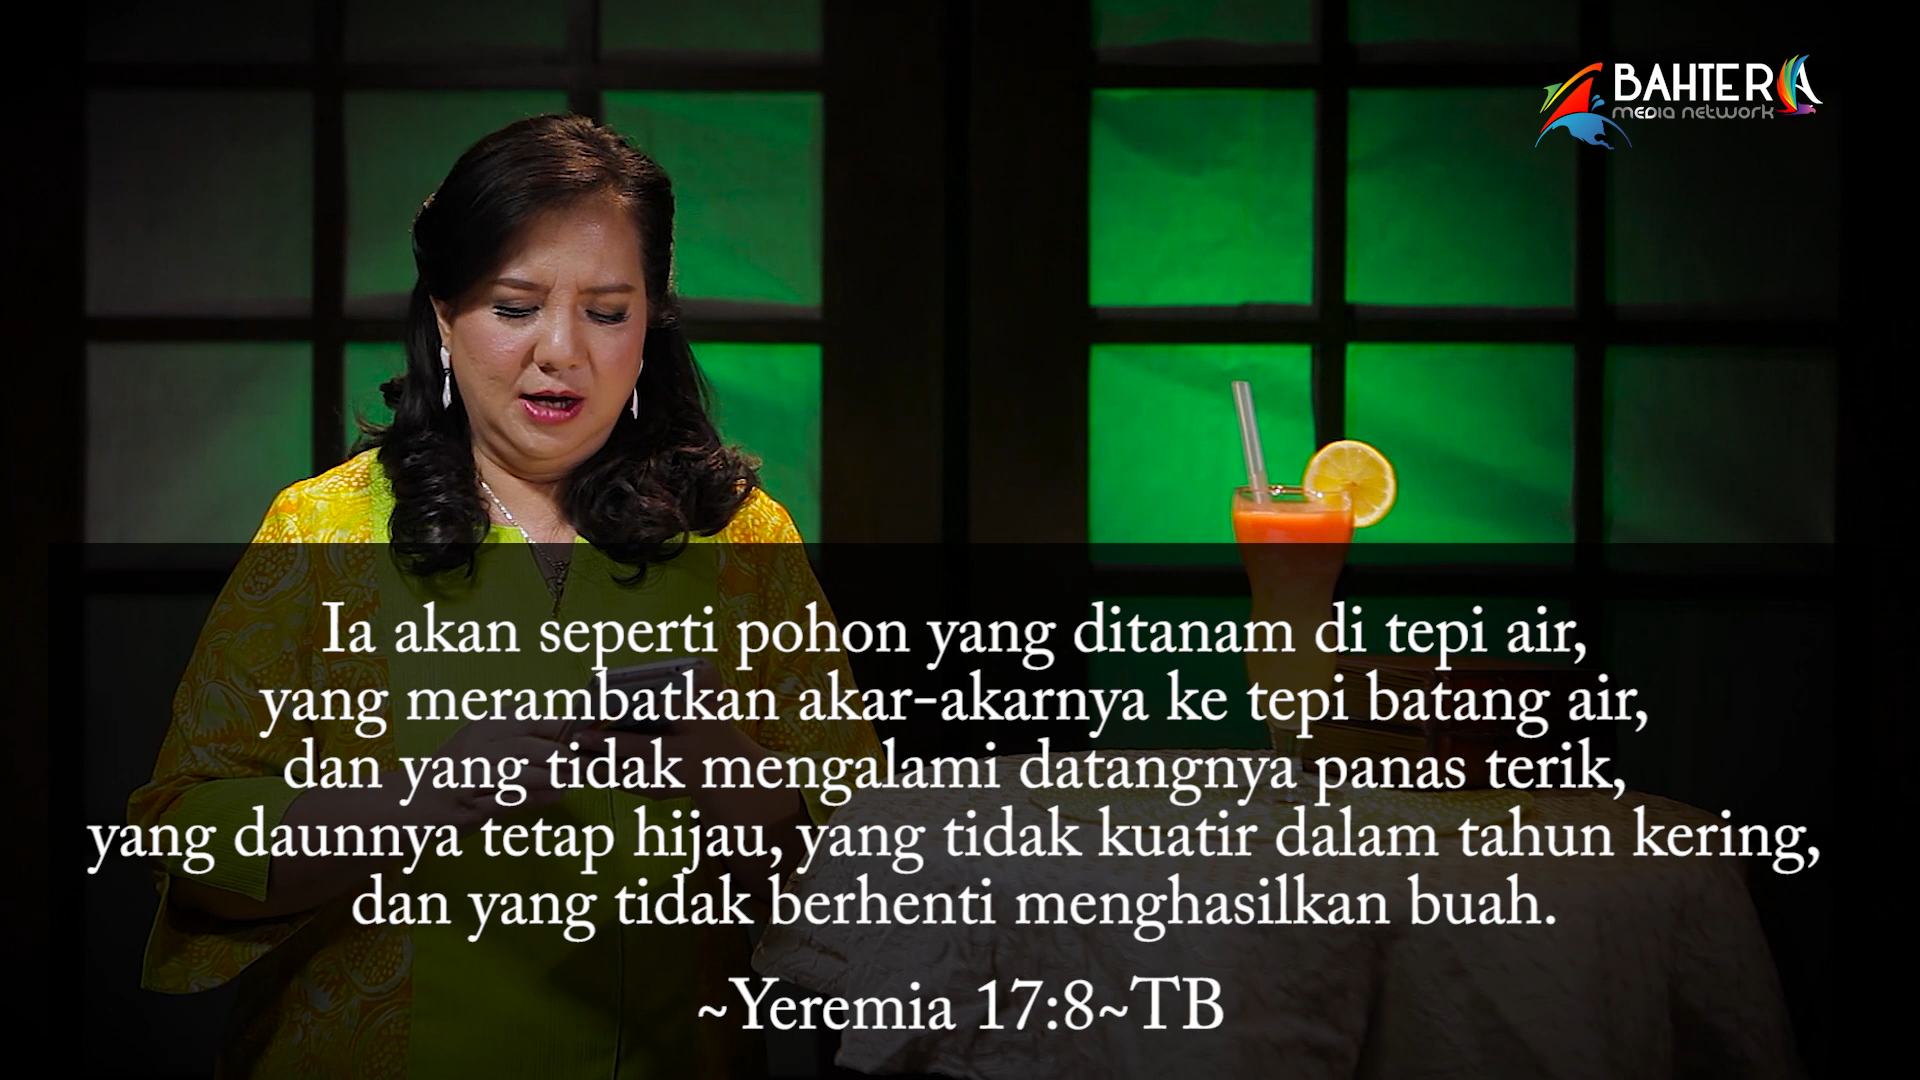 BAHTERA
MEDIA NETWORK
Ia akan seperti pohon yang ditanam di tepi air,
yang merambatkan akar-akarnya ke tepi batang air,
dan yang tidak mengalami datangnya panas terik,
yang daunnya tetap hijau, yang tidak kuatir dalam tahun kering,
dan yang tidak berhenti menghasilkan buah.
~Yeremia 17:8~TB